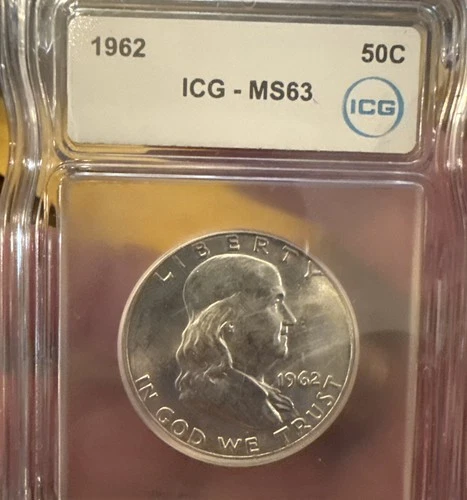 1962 50C
ICG - MS63
ICG
LIBERTY
1962
IN GOD WE TRUST